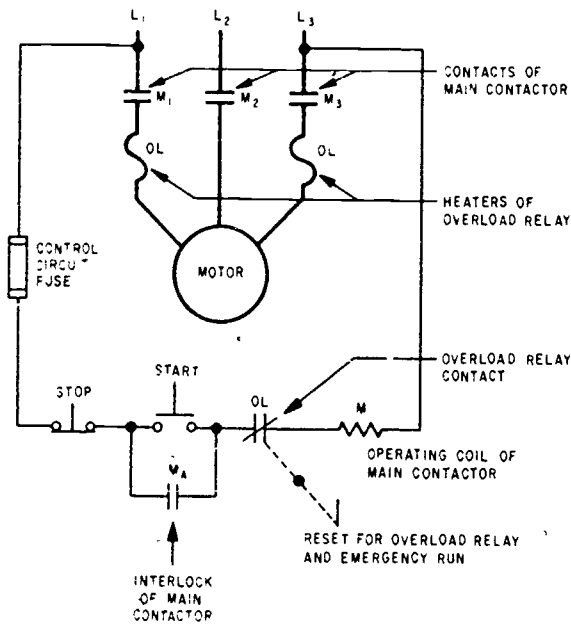 L1 L2 L3
CONTACTS OF
MAIN CONTACTOR
M1 M2 M3
OL OL
HEATERS OF
OVERLOAD RELAY
CONTROL
CIRCUIT
FUSE
MOTOR
OVERLOAD RELAY
CONTACT
START
STOP
OL
M
OPERATING COIL OF
MAIN CONTACTOR
MA
RESET FOR OVERLOAD RELAY
AND EMERGENCY RUN
INTERLOCK
OF MAIN
CONTACTOR